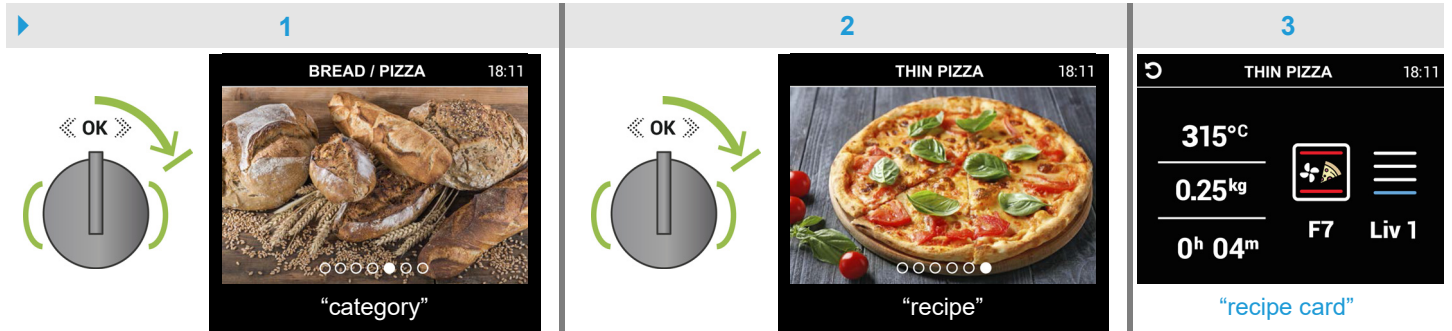 1
2
3
OK
BREAD / PIZZA 18:11
“category”
OK
THIN PIZZA 18:11
“recipe”
THIN PIZZA 18:11
315°C
0.25kg
0h 04m
F7 Liv 1
“recipe card”